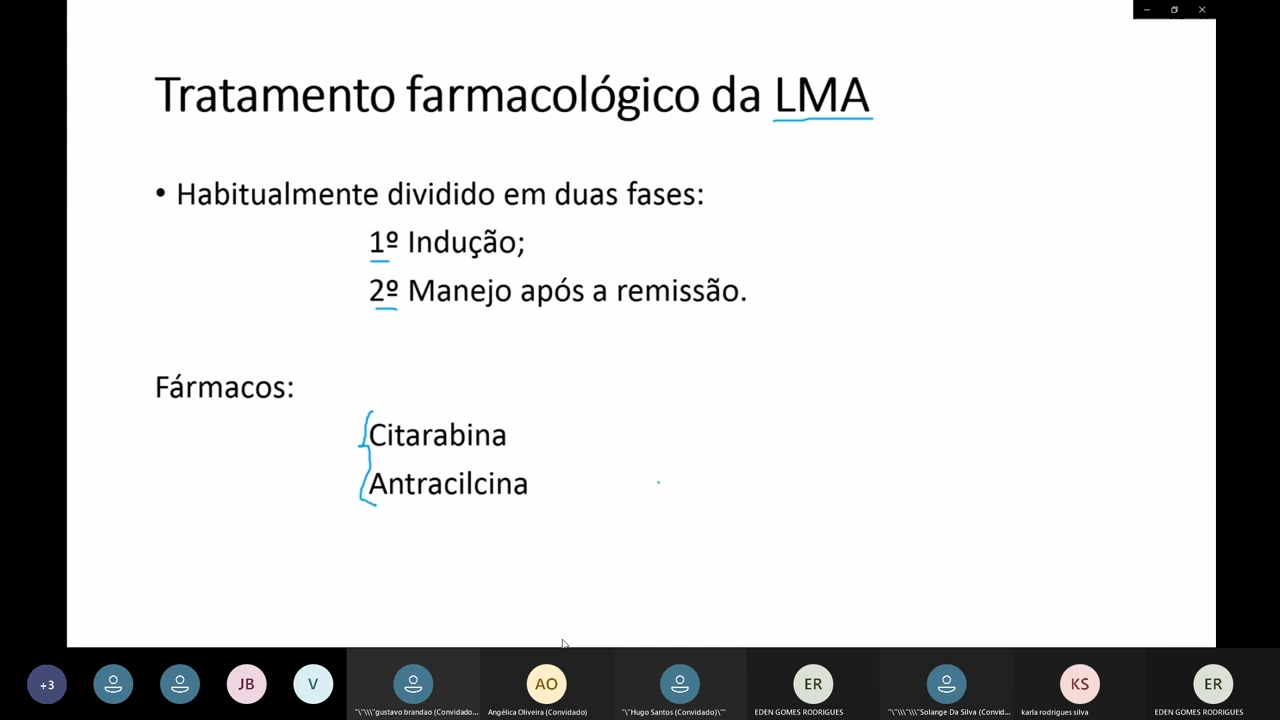 Tratamento farmacológico da LMA
• Habitualmente dividido em duas fases:
1º Indução;
2º Manejo após a remissão.
Fármacos:
Citarabina
Antracilcina
+3
JB
V
AO
ER
KS
ER
"\"\\\"gustavo brandao (Convidado...
Angélica Oliveira (Convidado)
"\"Hugo Santos (Convidado)\""
EDEN GOMES RODRIGUES
"\"\\\"\\\"Solange Da Silva (Convid...
karla rodrigues silva
EDEN GOMES RODRIGUES